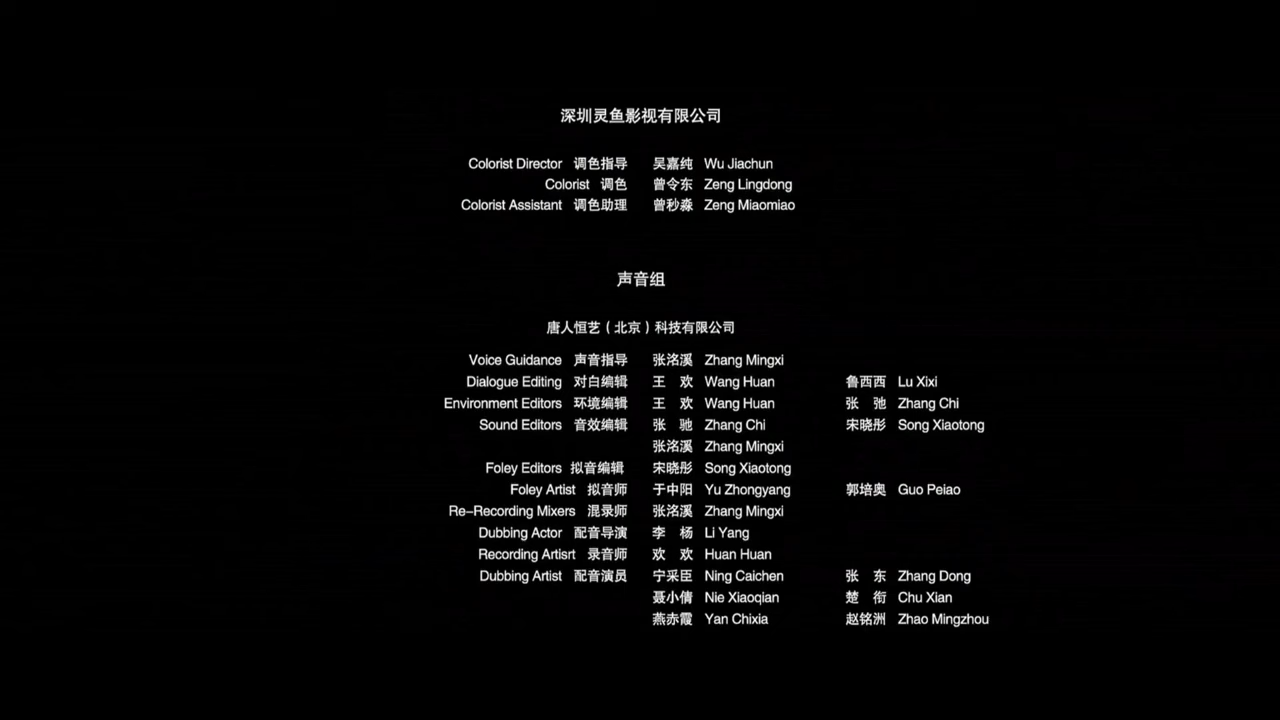 深圳灵鱼影视有限公司
Colorist Director 调色指导 吴嘉纯 Wu Jiachun
Colorist 调色 曾令东 Zeng Lingdong
Colorist Assistant 调色助理 曾秒淼 Zeng Miaomiao
声音组
唐人恒艺（北京）科技有限公司
Voice Guidance 声音指导 张洺溪 Zhang Mingxi
Dialogue Editing 对白编辑 王 欢 Wang Huan 鲁西西 Lu Xixi
Environment Editors 环境编辑 王 欢 Wang Huan 张 弛 Zhang Chi
Sound Editors 音效编辑 张 驰 Zhang Chi 宋晓彤 Song Xiaotong
张洺溪 Zhang Mingxi
Foley Editors 拟音编辑 宋晓彤 Song Xiaotong
Foley Artist 拟音师 于中阳 Yu Zhongyang 郭培奥 Guo Peiao
Re-Recording Mixers 混录师 张洺溪 Zhang Mingxi
Dubbing Actor 配音导演 李 杨 Li Yang
Recording Artisrt 录音师 欢 欢 Huan Huan
Dubbing Artist 配音演员 宁采臣 Ning Caichen 张 东 Zhang Dong
聂小倩 Nie Xiaoqian 楚 衔 Chu Xian
燕赤霞 Yan Chixia 赵铭洲 Zhao Mingzhou